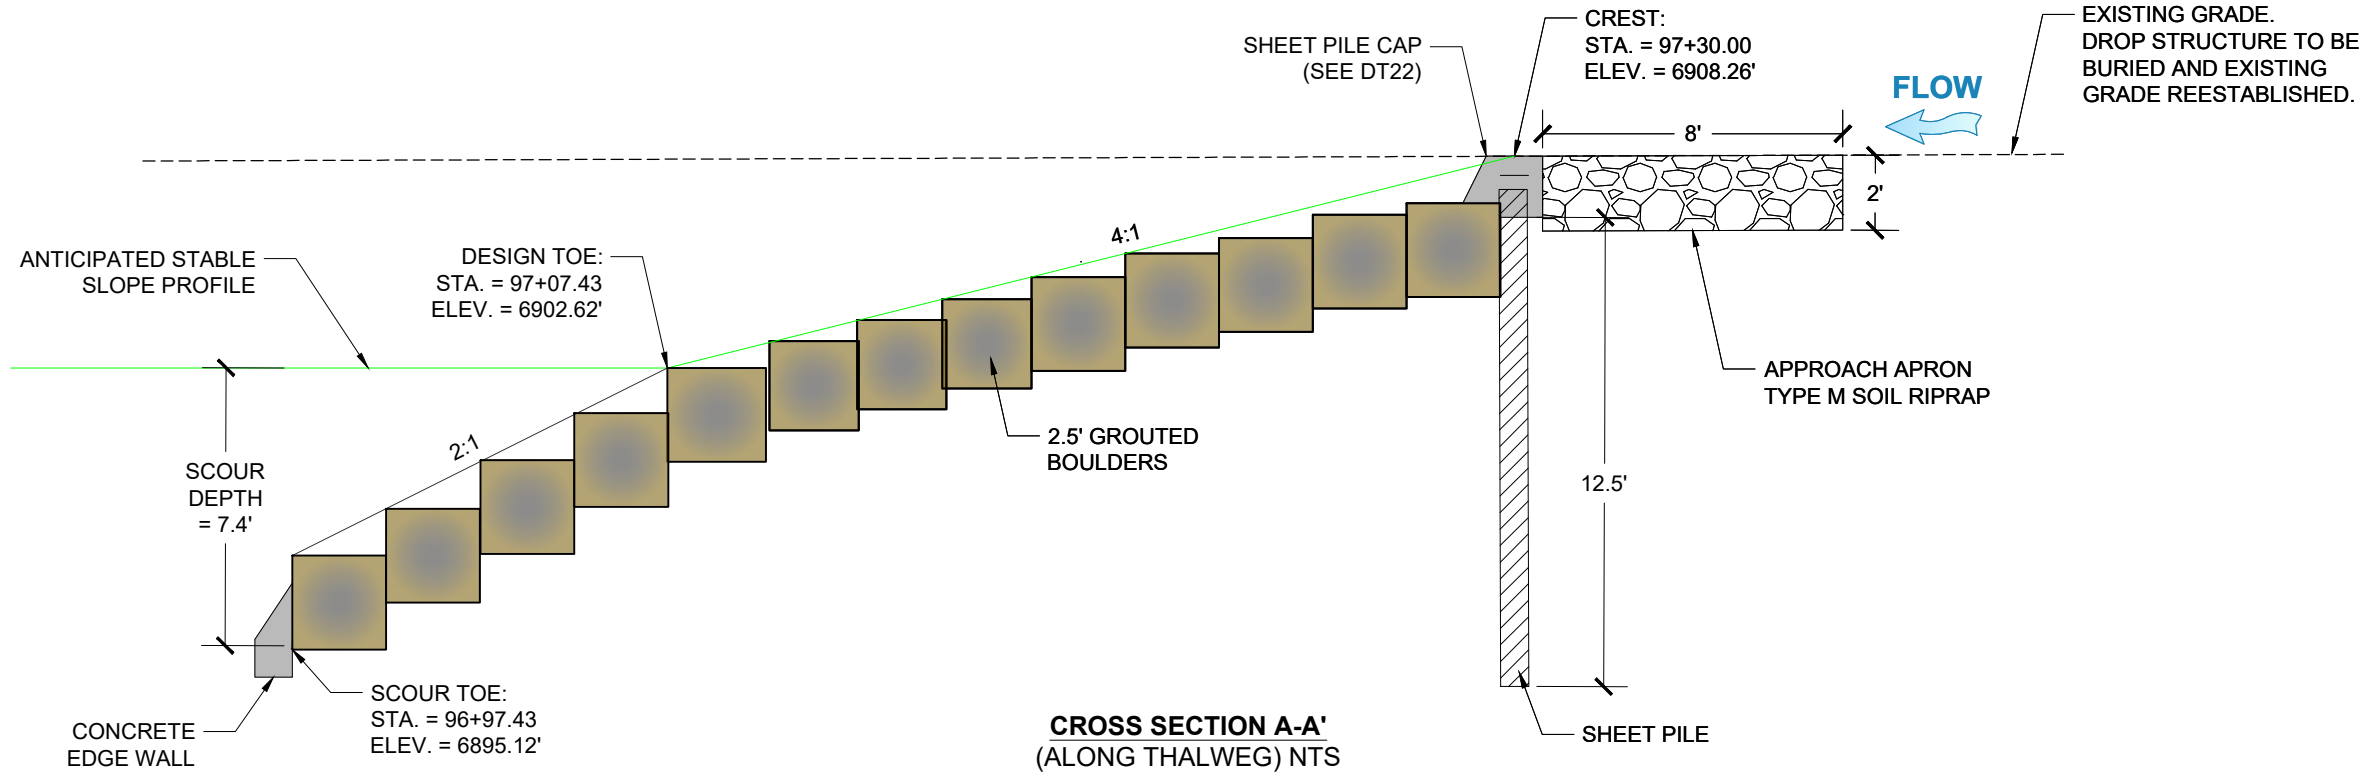 CREST:
STA. = 97+30.00
ELEV. = 6908.26'
EXISTING GRADE.
DROP STRUCTURE TO BE
BURIED AND EXISTING
GRADE REESTABLISHED.
SHEET PILE CAP
(SEE DT22)
FLOW
8'
2'
4:1
ANTICIPATED STABLE
SLOPE PROFILE
DESIGN TOE:
STA. = 97+07.43
ELEV. = 6902.62'
APPROACH APRON
TYPE M SOIL RIPRAP
2.5' GROUTED
BOULDERS
2:1
SCOUR
DEPTH
= 7.4'
12.5'
SCOUR TOE:
STA. = 96+97.43
ELEV. = 6895.12'
CONCRETE
EDGE WALL
SHEET PILE
CROSS SECTION A-A'
(ALONG THALWEG) NTS